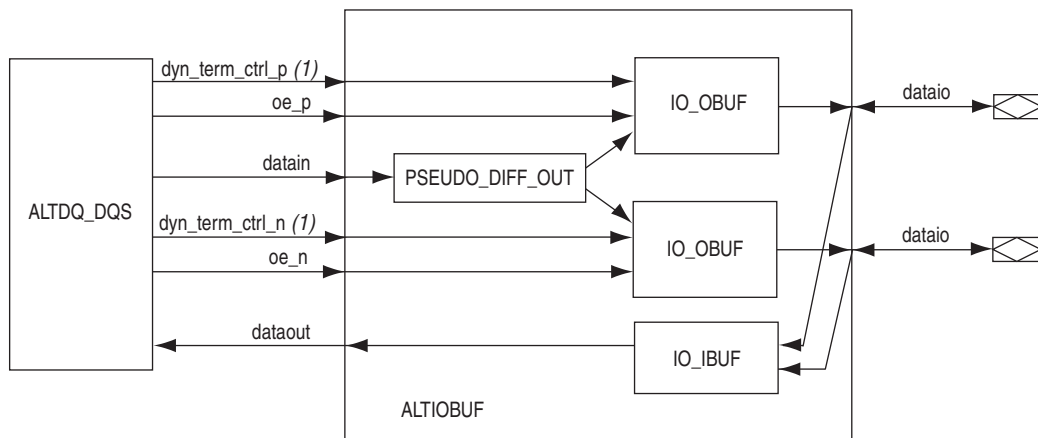 dyn_term_ctrl_p (1)
oe_p
IO_OBUF
dataio
datain
PSEUDO_DIFF_OUT
ALTDQ_DQS
dyn_term_ctrl_n (1)
oe_n
IO_OBUF
dataio
dataout
IO_IBUF
ALTIOBUF